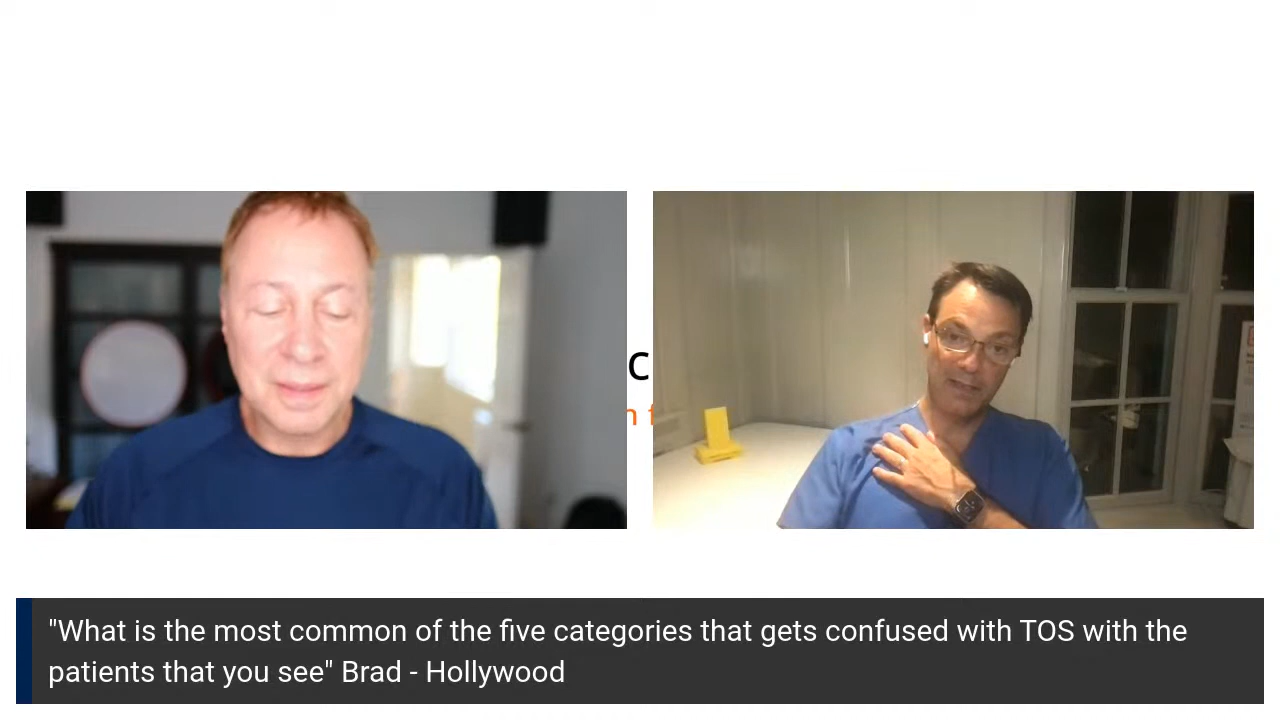 C
n f
"What is the most common of the five categories that gets confused with TOS with the
patients that you see" Brad - Hollywood